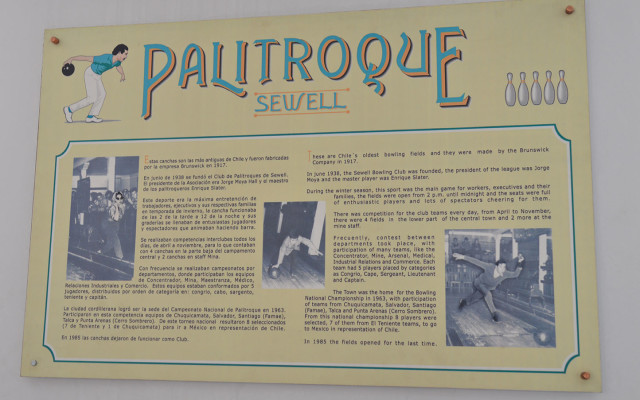 PALITROQUE
SEWELL
Estas canchas son las más antiguas de Chile y fueron fabricadas
por la empresa Brunswick en 1917.
En junio de 1938 se fundó el Club de Palitroques de Sewell.
El presidente de la Asociación era Jorge Moya Hall y el maestro
de los palitroqueros Enrique Slater.
Este deporte era la máxima entretención de
trabajadores, ejecutivos y sus respectivas familias
en temporada de invierno, la cancha funcionaba
de las 2 de la tarde a 12 de la noche y sus
graderías se llenaban de entusiastas jugadores
y espectadores que animaban hacienda barra.
Se realizaban competencias interclubes todos los
días, de abril a noviembre, para lo que contaban
con 4 canchas en la parte baja del campamento
central y 2 canchas en staff Mina.
Con frecuencia se realizaban campeonatos por
departamentos, donde participaban los equipos
de Concentrador, Mina, Maestranza, Médico,
Relaciones Industriales y Comercio. Estos equipos estaban conformados por 5
jugadores, distribuidos por orden de categoría en: congrio, cabo, sargento,
teniente y capitán.
La ciudad cordillerana logró ser la sede del Campeonato Nacional de Palitroque en 1963.
Participaron en esta competencia equipos de Chuquicamata, Salvador, Santiago (Famae),
Talca y Punta Arenas (Cerro Sombrero). De este torneo nacional resultaron 8 seleccionados
(7 de Teniente y 1 de Chuquicamata) para ir a México en representación de Chile.
En 1985 las canchas dejaron de funcionar como Club.
These are Chile´s oldest bowling fields and they were made by the Brunswick
Company in 1917.
In june 1938, the Sewell Bowling Club was founded, the president of the league was Jorge
Moya and the master player was Enrique Slater.
During the winter season, this sport was the main game for workers, executives and their
families, the fields were open from 2 p.m. until midnight and the seats were full
of enthusiastic players and lots of spectators cheering for them.
There was competition for the club teams every day, from April to November,
there were 4 fields in the lower part of the central town and 2 more at the
mine staff.
Frecuently, contest between
departments took place, with
participation of many teams, like the
Concentrator, Mine, Arsenal, Medical,
Industrial Relations and Commerce. Each
team had 5 players placed by categories
as Congrio, Cape, Sergeant, Lieutenant
and Captain.
The Town was the home for the Bowling
National Championship in 1963, with participation
of teams from Chuquicamata, Salvador, Santiago
(Famae), Talca and Punta Arenas (Cerro Sombrero).
From this national championship 8 players were
selected, 7 of them from El Teniente teams, to go
to Mexico in representation of Chile.
In 1985 the fields opened for the last time.